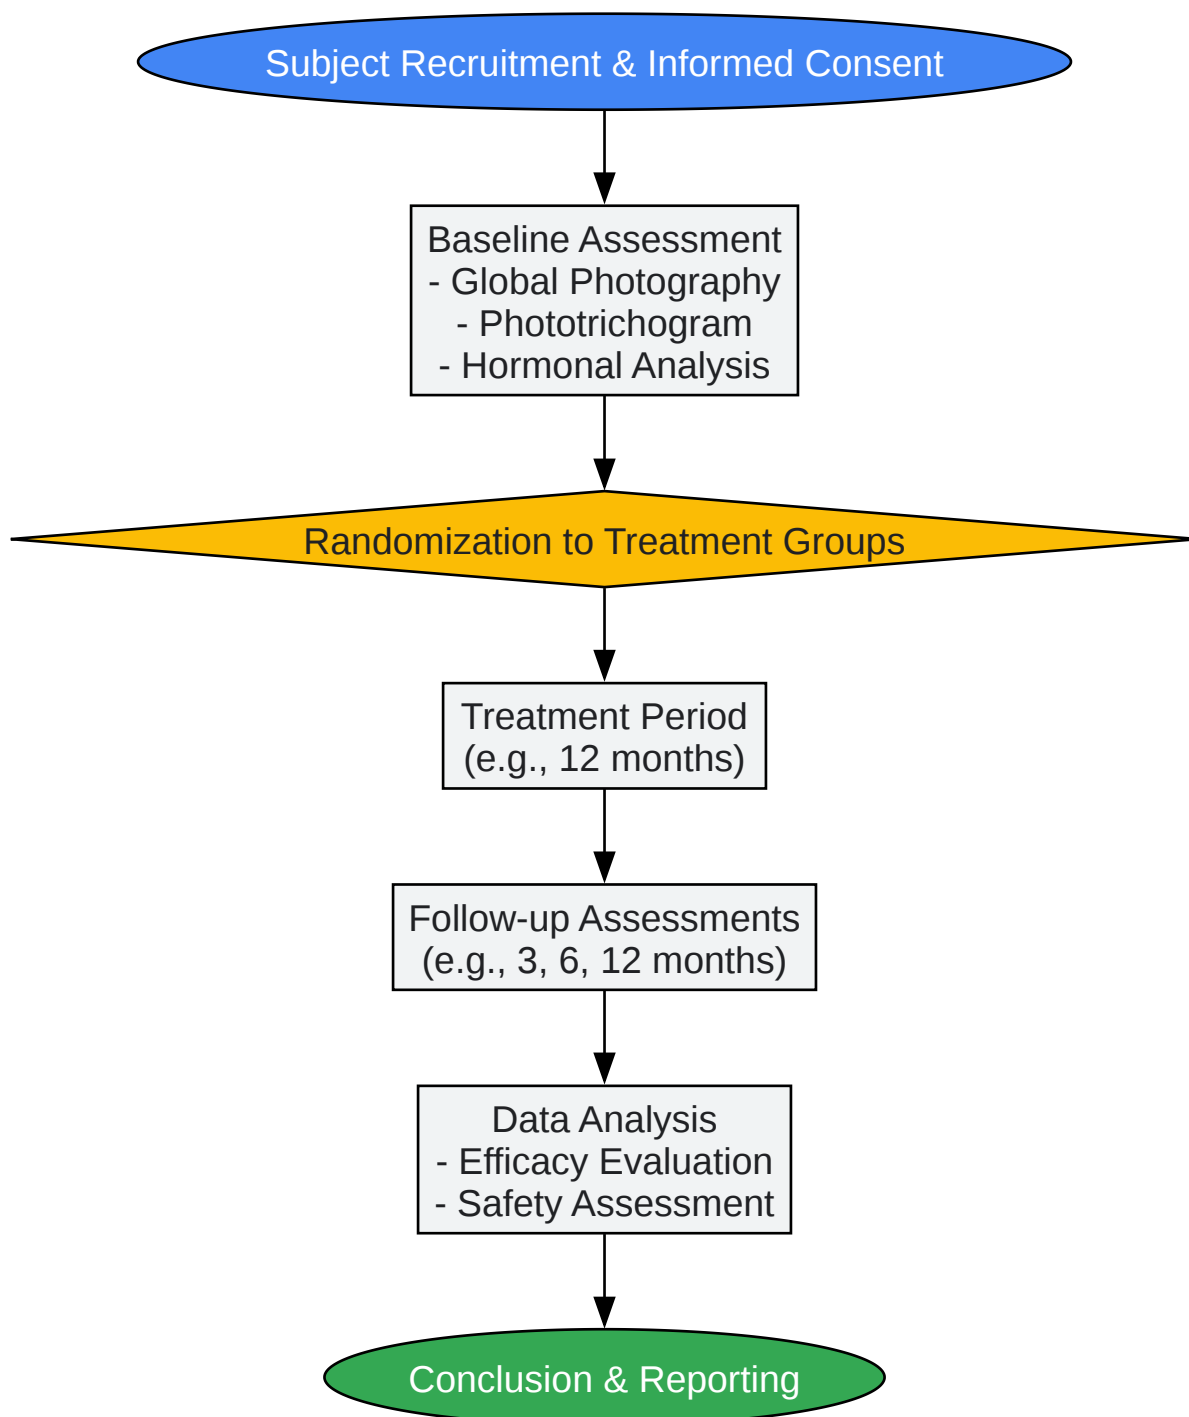 Subject Recruitment & Informed Consent
Baseline Assessment
- Global Photography
- Phototrichogram
- Hormonal Analysis
Randomization to Treatment Groups
Treatment Period
(e.g., 12 months)
Follow-up Assessments
(e.g., 3, 6, 12 months)
Data Analysis
- Efficacy Evaluation
- Safety Assessment
Conclusion & Reporting